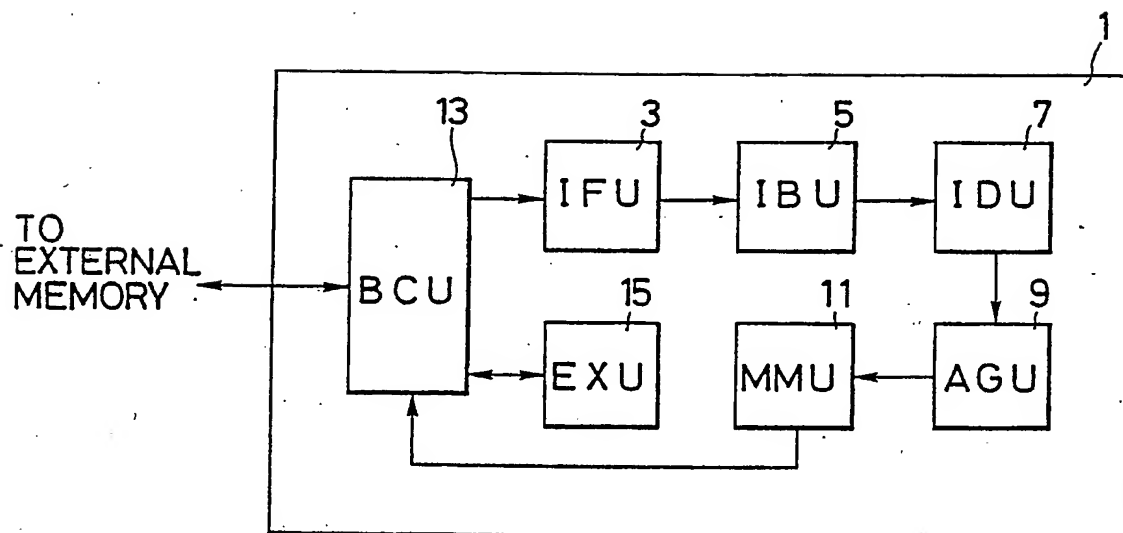 1
13
3
5
7
IFU
IBU
IDU
TO
EXTERNAL
MEMORY
BCU
15
11
9
EXU
MMU
AGU